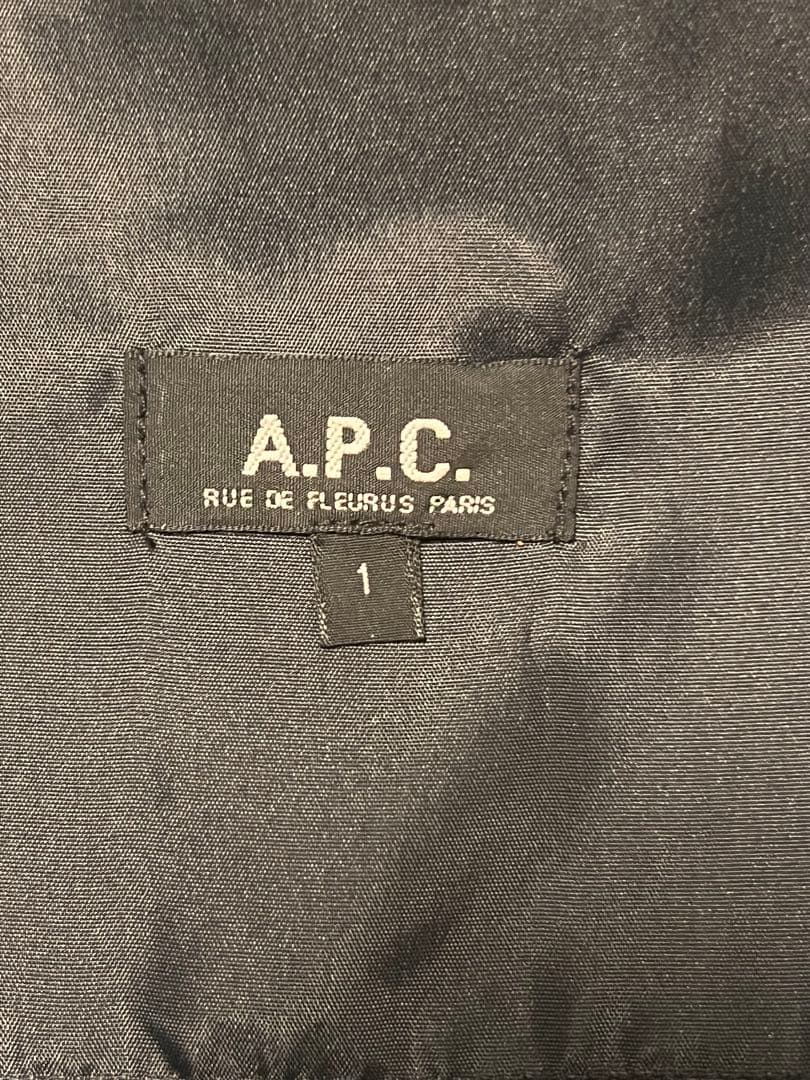 A.P.C.
RUE DE FLEURUS PARIS
1